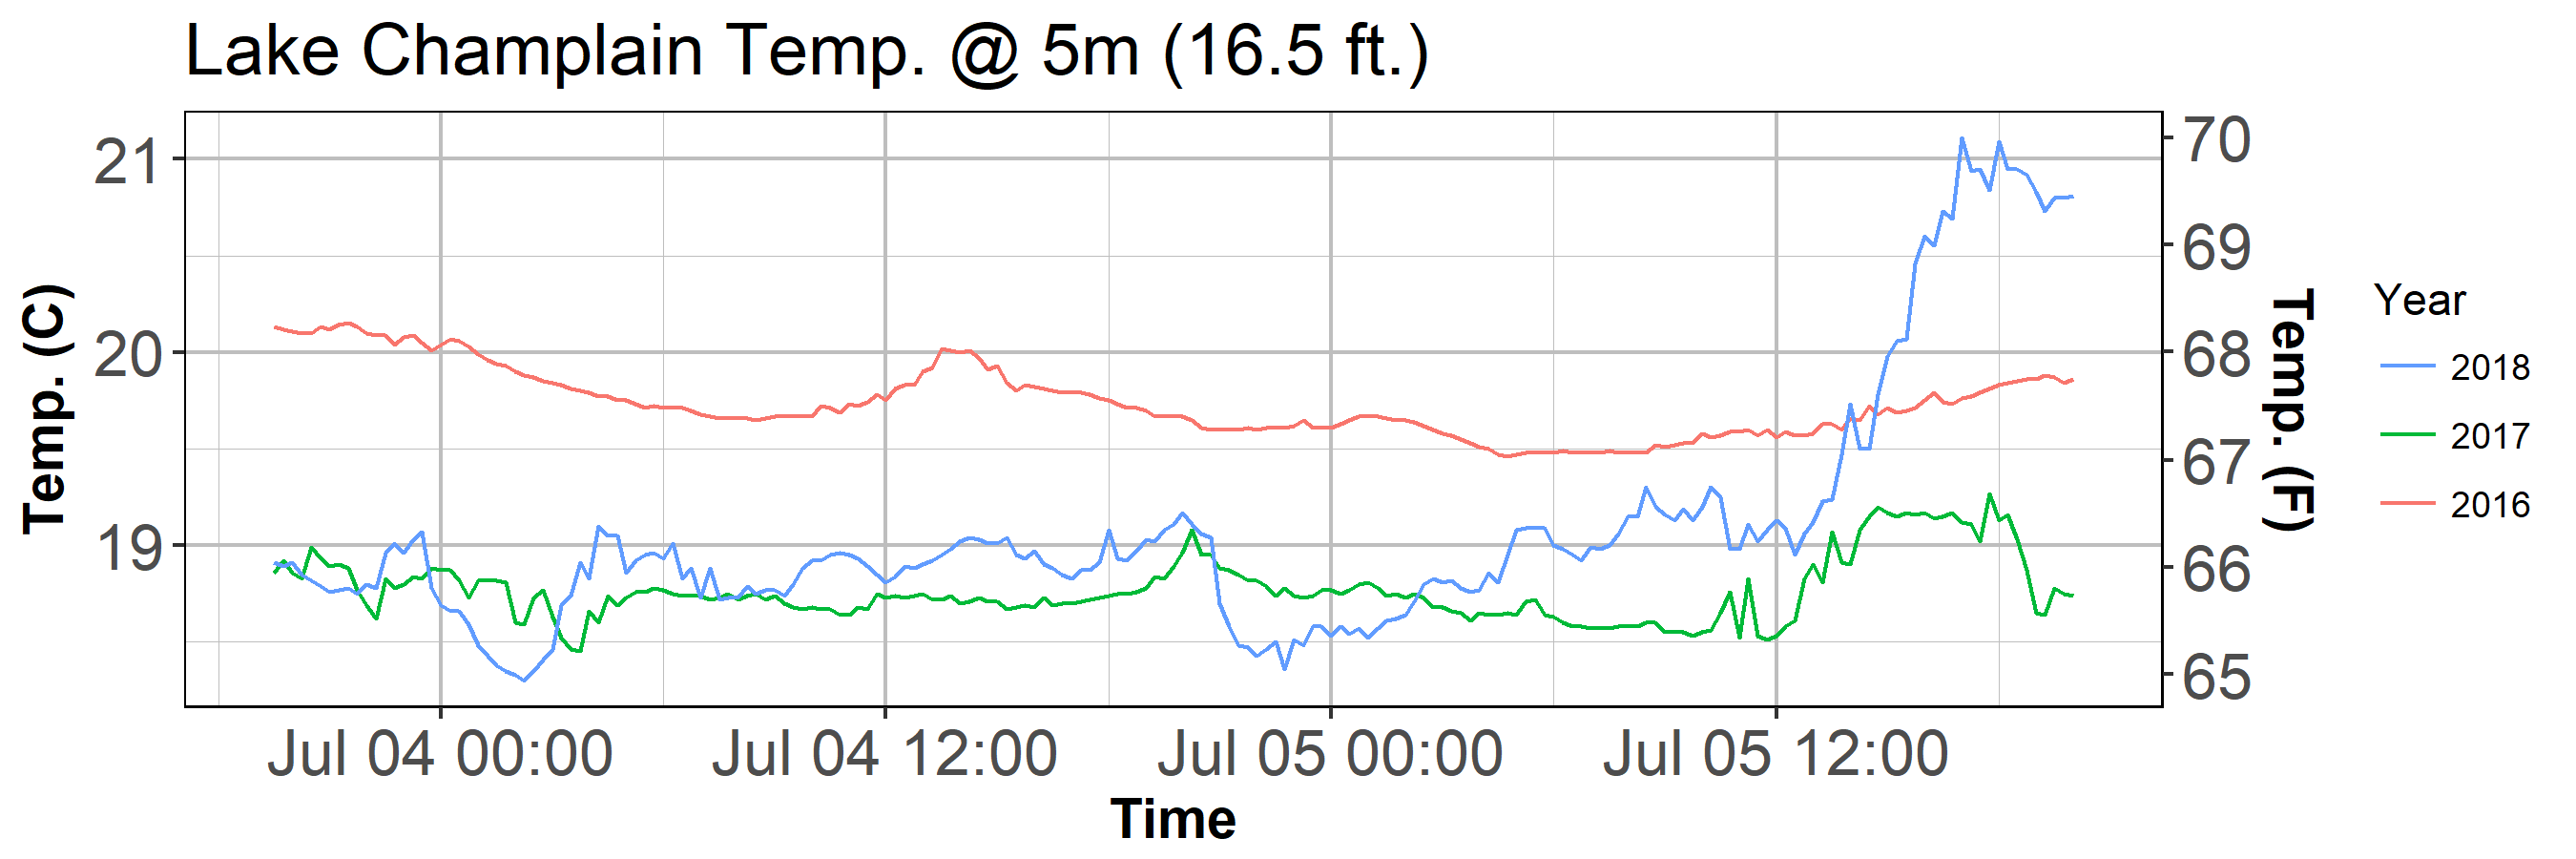 Lake Champlain Temp. @ 5m (16.5 ft.)
21
20
19
Temp. (C)
70
69
68
67
66
65
Temp. (F)
Jul 04 00:00 Jul 04 12:00 Jul 05 00:00 Jul 05 12:00
Time
Year
2018
2017
2016